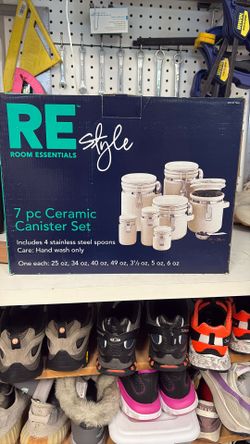 RE
style
ROOM ESSENTIALS
7 pc Ceramic
Canister Set
Includes 4 stainless steel spoons
Care: Hand wash only
One each: 25 oz, 34 oz, 40 oz, 49 oz, 3½ oz, 5 oz, 6 oz